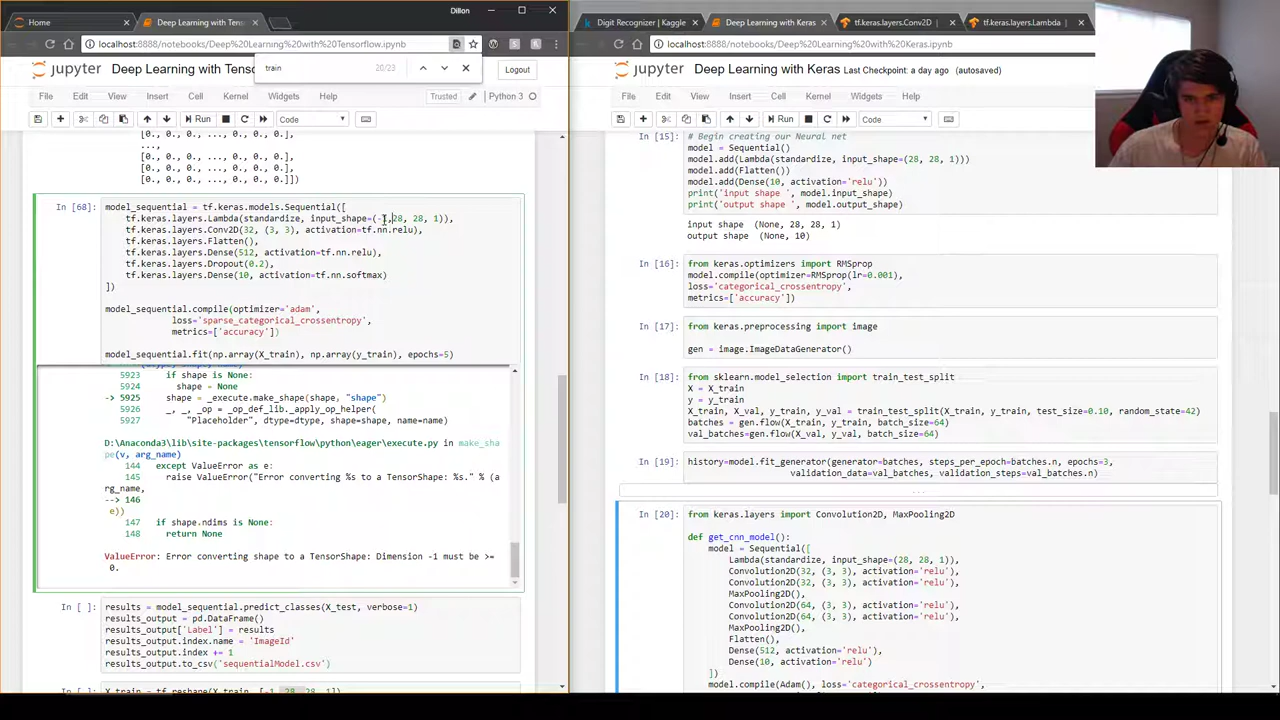 Home
Deep Learning with Ten
Dillon
localhost:8888/notebooks/Deep%20Learning%20with%20Tensorflow.ipynb
train
20/23
jupyter
Deep Learning with Ten
Logout
File Edit View Insert Cell Kernel Widgets Help
Trusted
Python 3
Run
Code
[0., 0., 0., ..., 0., 0., 0.],
...,
[0., 0., 0., ..., 0., 0., 0.],
[0., 0., 0., ..., 0., 0., 0.],
[0., 0., 0., ..., 0., 0., 0.]])
In [68]:
model_sequential = tf.keras.models.Sequential([
tf.keras.layers.Lambda(standardize, input_shape=(-1,28, 28, 1)),
tf.keras.layers.Conv2D(32, (3, 3), activation=tf.nn.relu),
tf.keras.layers.Flatten(),
tf.keras.layers.Dense(512, activation=tf.nn.relu),
tf.keras.layers.Dropout(0.2),
tf.keras.layers.Dense(10, activation=tf.nn.softmax)
])
model_sequential.compile(optimizer='adam',
loss='sparse_categorical_crossentropy',
metrics=['accuracy'])
model_sequential.fit(np.array(X_train), np.array(y_train), epochs=5)
5923 if shape is None:
5924 shape = None
-> 5925 shape = _execute.make_shape(shape, "shape")
5926 _, _, _op = _op_def_lib._apply_op_helper(
5927 "Placeholder", dtype=dtype, shape=shape, name=name)
D:\Anaconda3\lib\site-packages\tensorflow\python\eager\execute.py in make_sha
pe(v, arg_name)
144 except ValueError as e:
145 raise ValueError("Error converting %s to a TensorShape: %s." % (a
rg_name,
--> 146
e))
147 if shape.ndims is None:
148 return None
ValueError: Error converting shape to a TensorShape: Dimension -1 must be >=
0.
In [ ]:
results = model_sequential.predict_classes(X_test, verbose=1)
results_output = pd.DataFrame()
results_output['Label'] = results
results_output.index.name = 'ImageId'
results_output.index += 1
results_output.to_csv('sequentialModel.csv')
Digit Recognizer | Kaggle
Deep Learning with Keras
tf.keras.layers.Conv2D
tf.keras.layers.Lambda
localhost:8888/notebooks/Deep%20Learning%20with%20Keras.ipynb
jupyter
Deep Learning with Keras Last Checkpoint: a day ago (autosaved)
File Edit View Insert Cell Kernel Widgets Help
Run
Code
In [15]:
# Begin creating our Neural net
model = Sequential()
model.add(Lambda(standardize, input_shape=(28, 28, 1)))
model.add(Flatten())
model.add(Dense(10, activation='relu'))
print('input shape ', model.input_shape)
print('output shape ', model.output_shape)
input shape (None, 28, 28, 1)
output shape (None, 10)
In [16]:
from keras.optimizers import RMSprop
model.compile(optimizer=RMSprop(lr=0.001),
loss='categorical_crossentropy',
metrics=['accuracy'])
In [17]:
from keras.preprocessing import image
gen = image.ImageDataGenerator()
In [18]:
from sklearn.model_selection import train_test_split
X = X_train
y = y_train
X_train, X_val, y_train, y_val = train_test_split(X_train, y_train, test_size=0.10, random_state=42)
batches = gen.flow(X_train, y_train, batch_size=64)
val_batches=gen.flow(X_val, y_val, batch_size=64)
In [19]:
history=model.fit_generator(generator=batches, steps_per_epoch=batches.n, epochs=3,
validation_data=val_batches, validation_steps=val_batches.n)
...
In [20]:
from keras.layers import Convolution2D, MaxPooling2D
def get_cnn_model():
model = Sequential([
Lambda(standardize, input_shape=(28, 28, 1)),
Convolution2D(32, (3, 3), activation='relu'),
Convolution2D(32, (3, 3), activation='relu'),
MaxPooling2D(),
Convolution2D(64, (3, 3), activation='relu'),
Convolution2D(64, (3, 3), activation='relu'),
MaxPooling2D(),
Flatten(),
Dense(512, activation='relu'),
Dense(10, activation='relu')
])
model.compile(Adam(), loss='categorical_crossentropy',